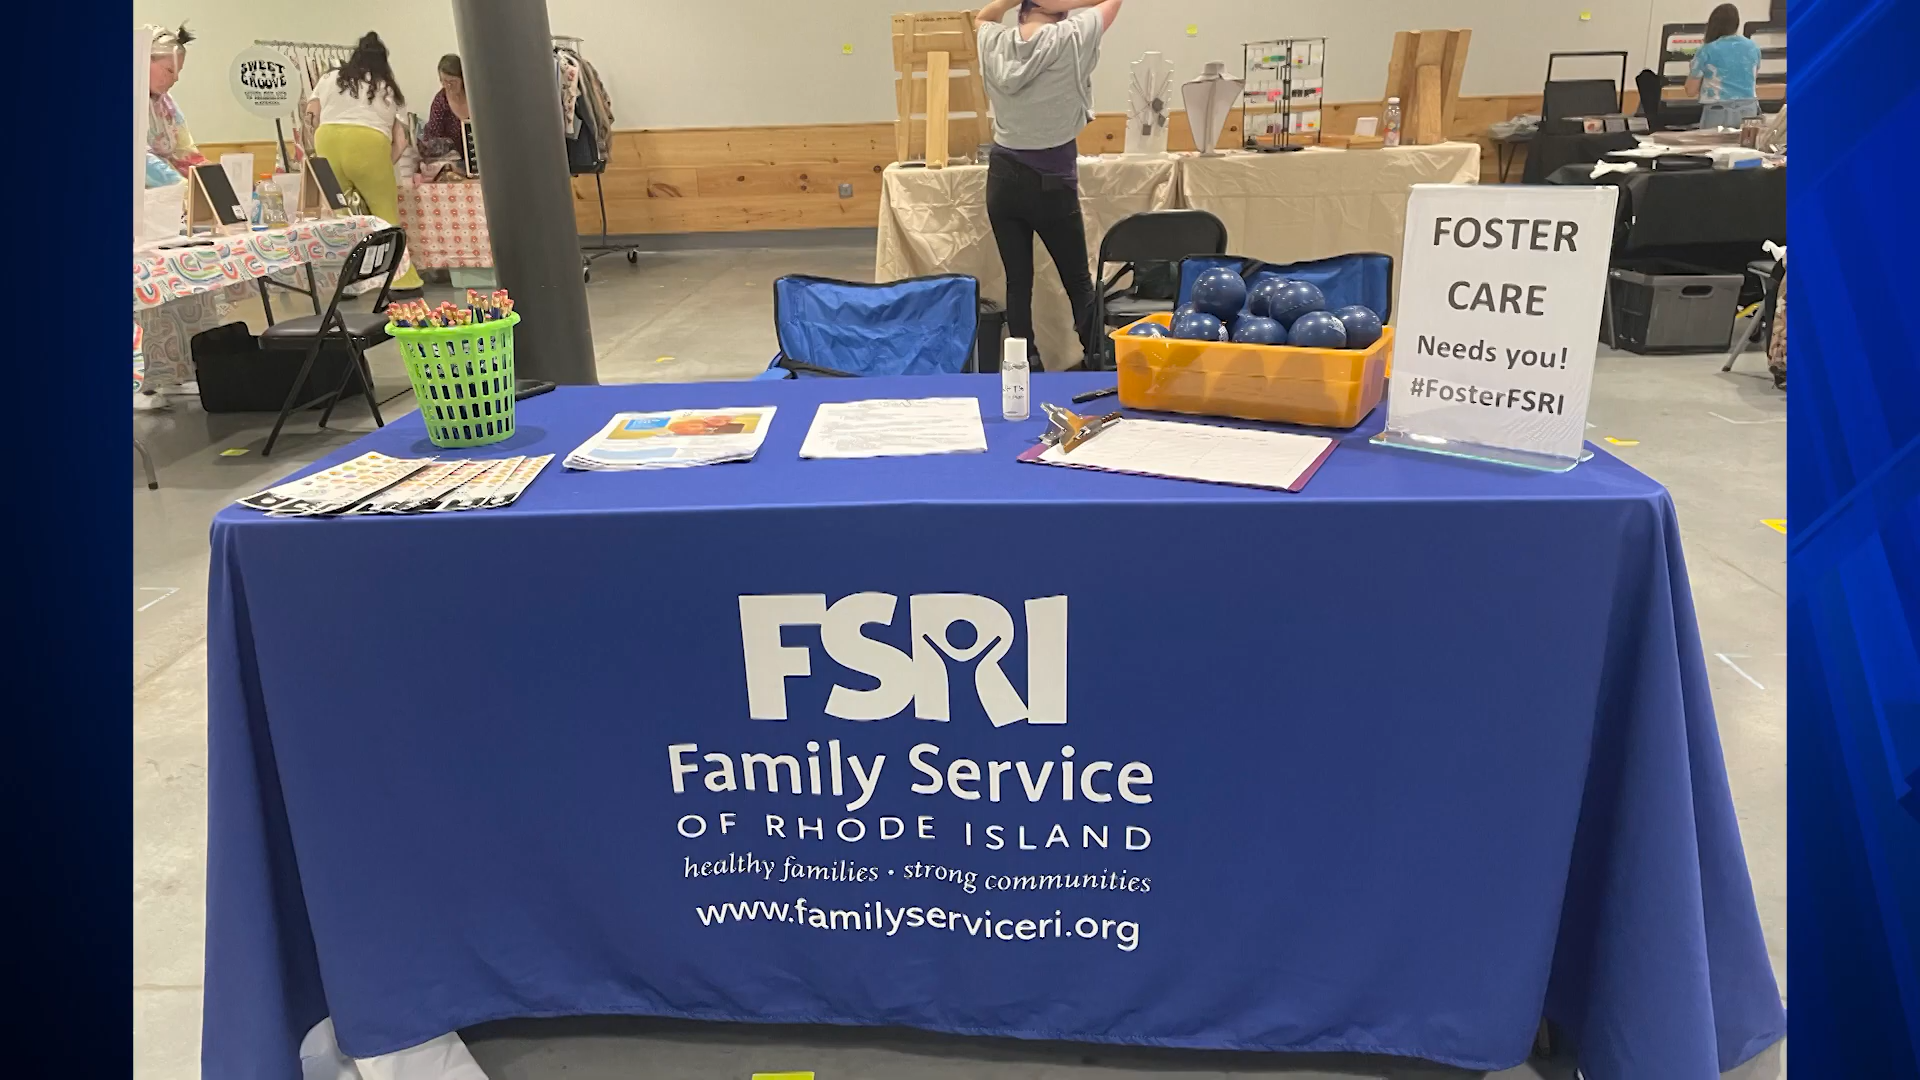 SWEET
GROOVE
FOSTER
CARE
Needs you!
#FosterFSRI
FSRI
Family Service
OF RHODE ISLAND
healthy families • strong communities
www.familyserviceri.org